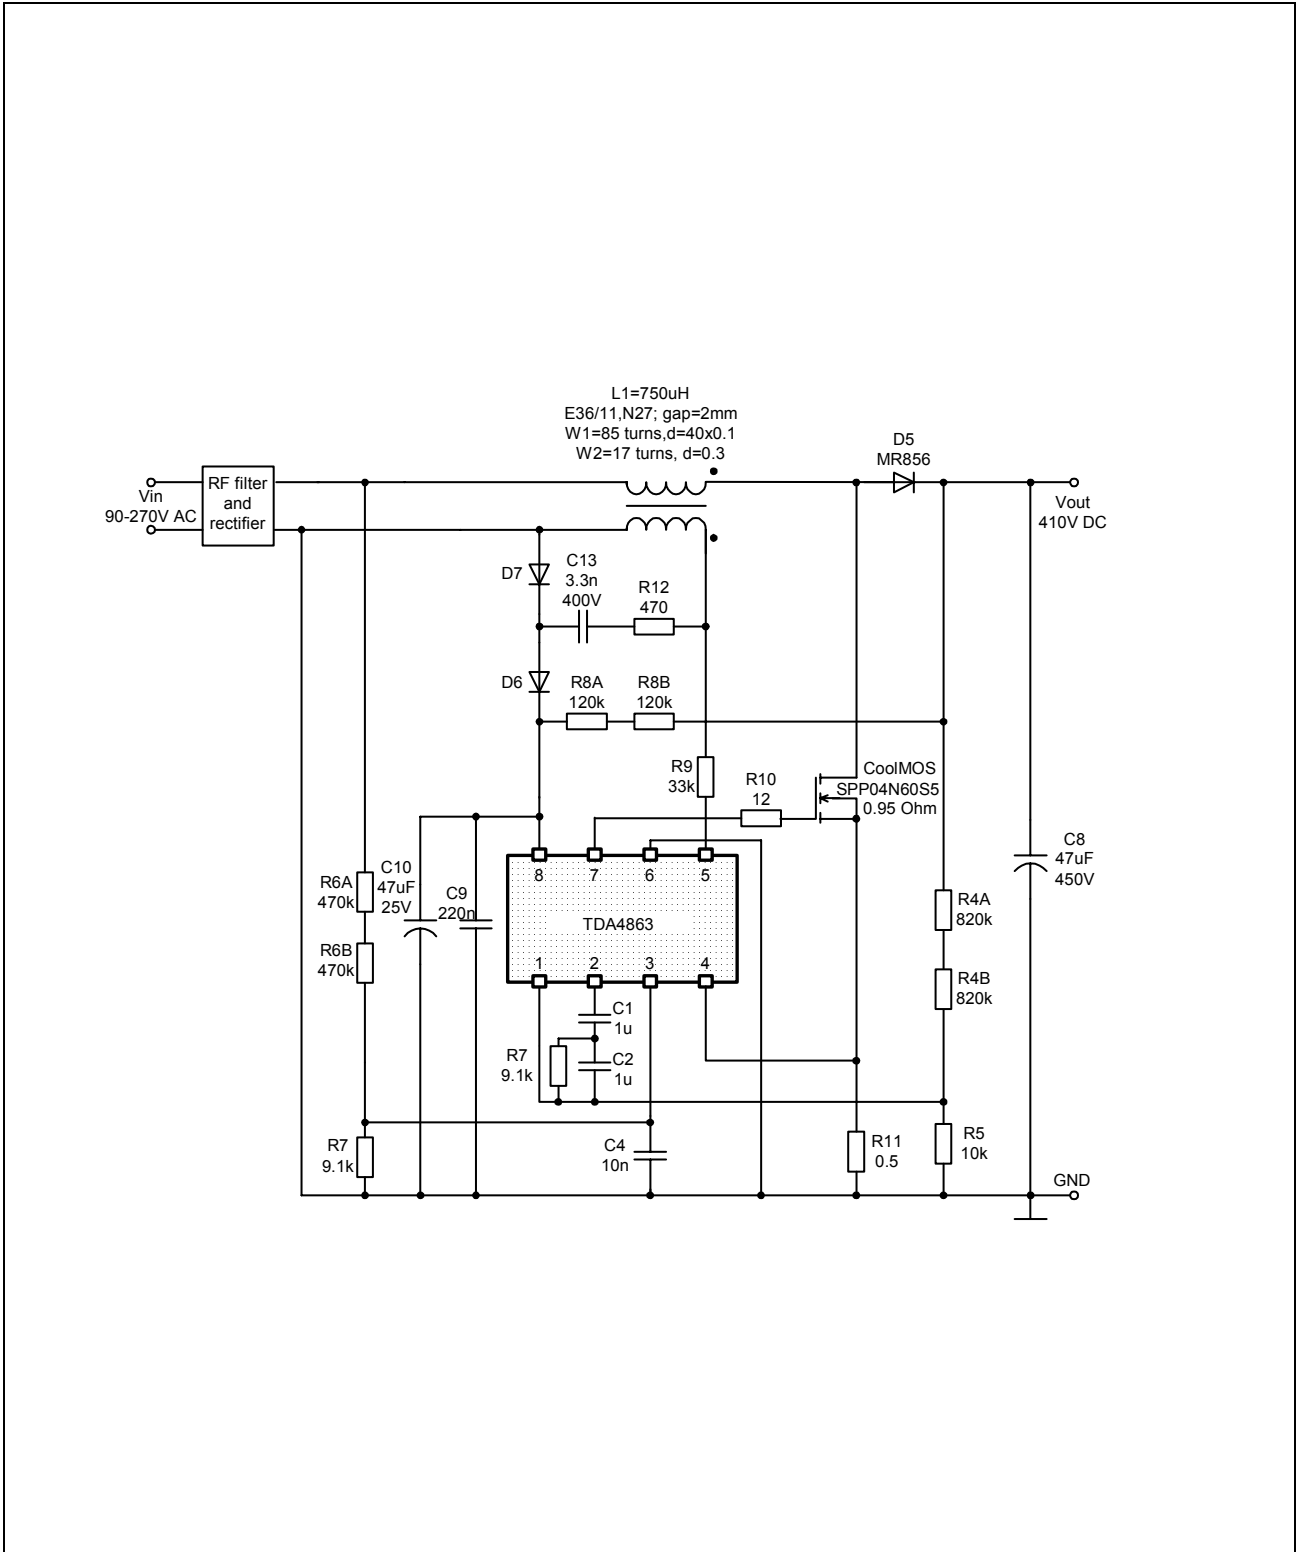 L1=750uH
E36/11,N27; gap=2mm
W1=85 turns,d=40x0.1
W2=17 turns, d=0.3
D5
MR856
Vin
90-270V AC
RF filter
and
rectifier
Vout
410V DC
D7
C13
3.3n
400V
R12
470
D6
R8A
120k
R8B
120k
R9
33k
R10
12
CoolMOS
SPP04N60S5
0.95 Ohm
C8
47uF
450V
R6A
470k
C10
47uF
25V
C9
220n
8
7
6
5
TDA4863
R4A
820k
R6B
470k
1
2
3
4
R4B
820k
C1
1u
R7
9.1k
C2
1u
R7
9.1k
C4
10n
R11
0.5
R5
10k
GND